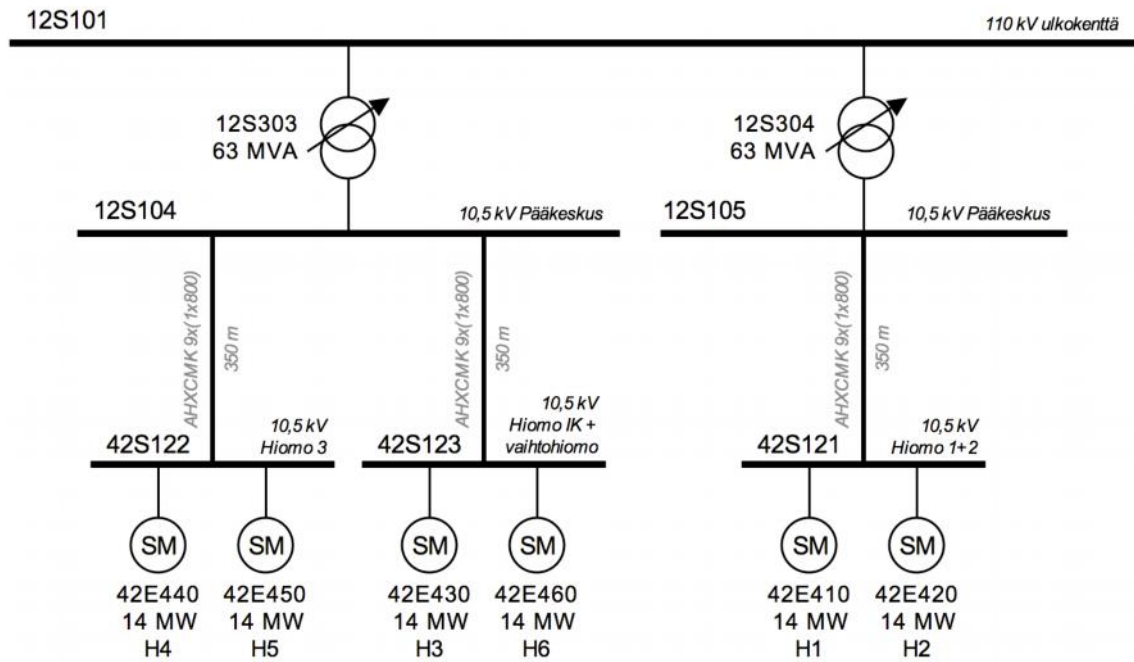 12S101
110 kV ulkokenttä
12S303
63 MVA
12S304
63 MVA
12S104
10,5 kV Pääkeskus
12S105
10,5 kV Pääkeskus
AHXCMK 9x(1x800)
350 m
AHXCMK 9x(1x800)
350 m
AHXCMK 9x(1x800)
350 m
42S122
10,5 kV
Hiomo 3
42S123
10,5 kV
Hiomo IK +
vaihtohiomo
42S121
10,5 kV
Hiomo 1+2
SM
SM
SM
SM
SM
SM
42E440
14 MW
H4
42E450
14 MW
H5
42E430
14 MW
H3
42E460
14 MW
H6
42E410
14 MW
H1
42E420
14 MW
H2